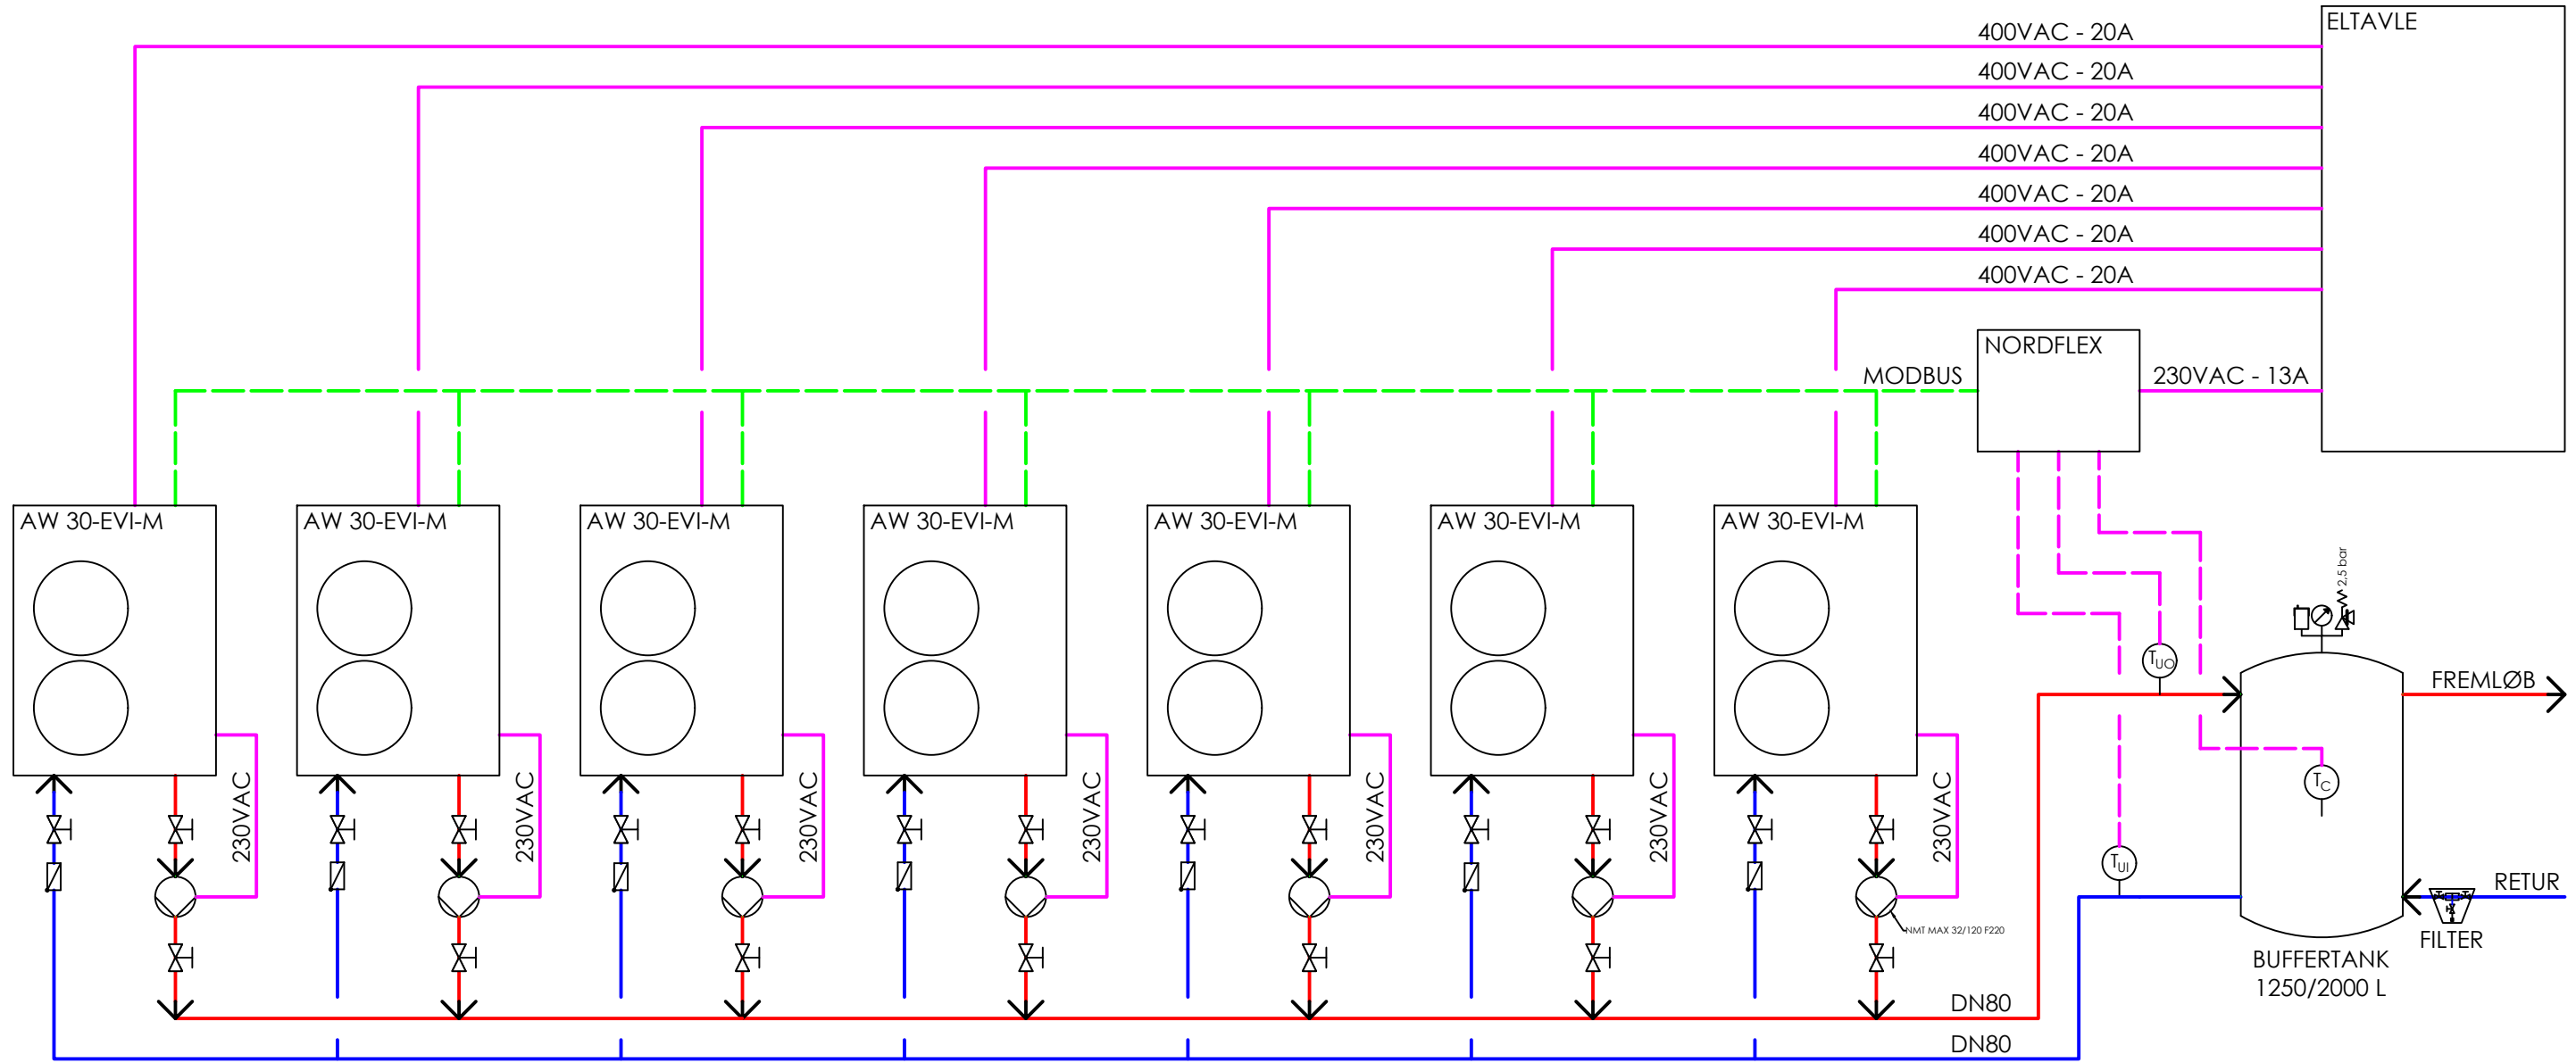 400VAC - 20A
ELTAVLE
400VAC - 20A
400VAC - 20A
400VAC - 20A
400VAC - 20A
400VAC - 20A
400VAC - 20A
NORDFLEX
MODBUS
230VAC - 13A
AW 30-EVI-M
AW 30-EVI-M
AW 30-EVI-M
AW 30-EVI-M
AW 30-EVI-M
AW 30-EVI-M
AW 30-EVI-M
2,5 bar
TUO
FREMLØB
TC
230VAC
230VAC
230VAC
230VAC
230VAC
230VAC
230VAC
TUI
RETUR
NMT MAX 32/120 F220
FILTER
BUFFERTANK
1250/2000 L
DN80
DN80